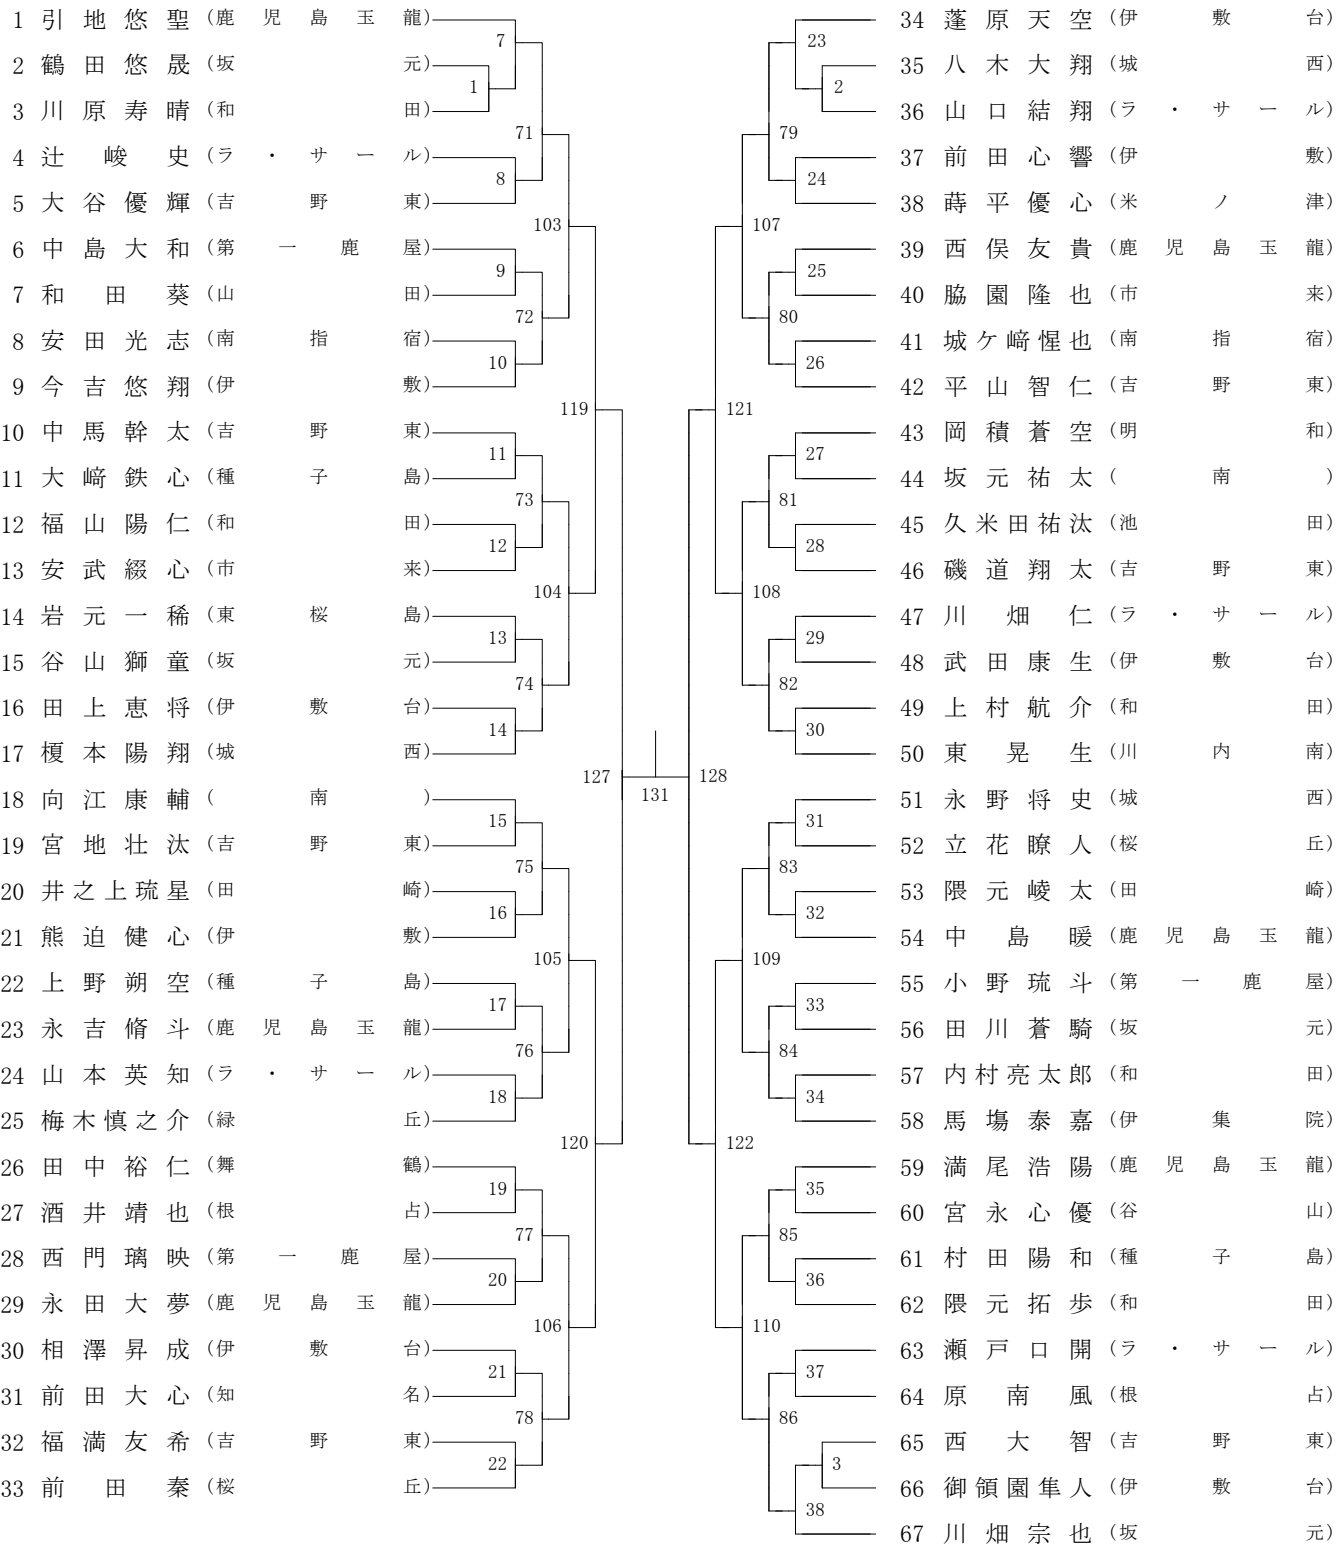 1 引地悠聖 (鹿児島玉龍)
2 鶴田悠晟 (坂元)
3 川原寿晴 (和田)
4 辻峻史 (ラ・サール)
5 大谷優輝 (吉野東)
6 中島大和 (第一鹿屋)
7 和田葵 (山田)
8 安田光志 (南指宿)
9 今吉悠翔 (伊敷)
10 中馬幹太 (吉野東)
11 大﨑鉄心 (種子島)
12 福山陽仁 (和田)
13 安武綴心 (市来)
14 岩元一稀 (東桜島)
15 谷山獅童 (坂元)
16 田上恵将 (伊敷台)
17 榎本陽翔 (城西)
18 向江康輔 (南)
19 宮地壮汰 (吉野東)
20 井之上琉星 (田崎)
21 熊迫健心 (伊敷)
22 上野朔空 (種子島)
23 永吉脩斗 (鹿児島玉龍)
24 山本英知 (ラ・サール)
25 梅木慎之介 (緑丘)
26 田中裕仁 (舞鶴)
27 酒井靖也 (根占)
28 西門璃映 (第一鹿屋)
29 永田大夢 (鹿児島玉龍)
30 相澤昇成 (伊敷台)
31 前田大心 (知名)
32 福満友希 (吉野東)
33 前田秦 (桜丘)
7
1
71
8
103
9
72
10
119
11
73
12
104
13
74
14
127
15
75
16
105
17
76
18
120
19
77
20
106
21
78
22
131
128
23
2
79
24
107
25
80
26
121
27
81
28
108
29
82
30
31
83
32
109
33
84
34
122
35
85
36
110
37
86
3
38
34 蓬原天空 (伊敷台)
35 八木大翔 (城西)
36 山口結翔 (ラ・サール)
37 前田心響 (伊敷)
38 蒔平優心 (米ノ津)
39 西俣友貴 (鹿児島玉龍)
40 脇園隆也 (市来)
41 城ケ﨑惺也 (南指宿)
42 平山智仁 (吉野東)
43 岡積蒼空 (明和)
44 坂元祐太 (南)
45 久米田祐汰 (池田)
46 磯道翔太 (吉野東)
47 川畑仁 (ラ・サール)
48 武田康生 (伊敷台)
49 上村航介 (和田)
50 東晃生 (川内南)
51 永野将史 (城西)
52 立花瞭人 (桜丘)
53 隈元崚太 (田崎)
54 中島暖 (鹿児島玉龍)
55 小野琉斗 (第一鹿屋)
56 田川蒼騎 (坂元)
57 内村亮太郎 (和田)
58 馬塲泰嘉 (伊集院)
59 満尾浩陽 (鹿児島玉龍)
60 宮永心優 (谷山)
61 村田陽和 (種子島)
62 隈元拓歩 (和田)
63 瀬戸口開 (ラ・サール)
64 原南風 (根占)
65 西大智 (吉野東)
66 御領園隼人 (伊敷台)
67 川畑宗也 (坂元)